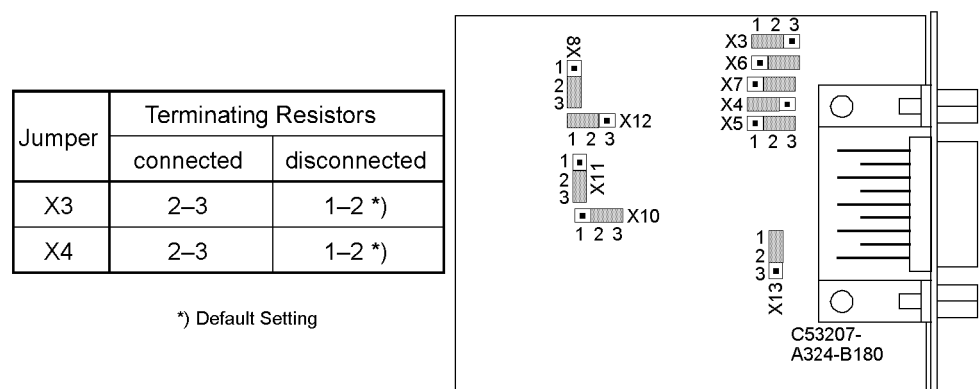 Jumper
Terminating Resistors
connected
disconnected
X3
2–3
1–2 *)
X4
2–3
1–2 *)
*) Default Setting
X8
1
2
3
X12
1 2 3
1
2
3
X11
X10
1 2 3
1 2 3
X3
X6
X7
X4
X5
1 2 3
1
2
3
X13
C53207-
A324-B180